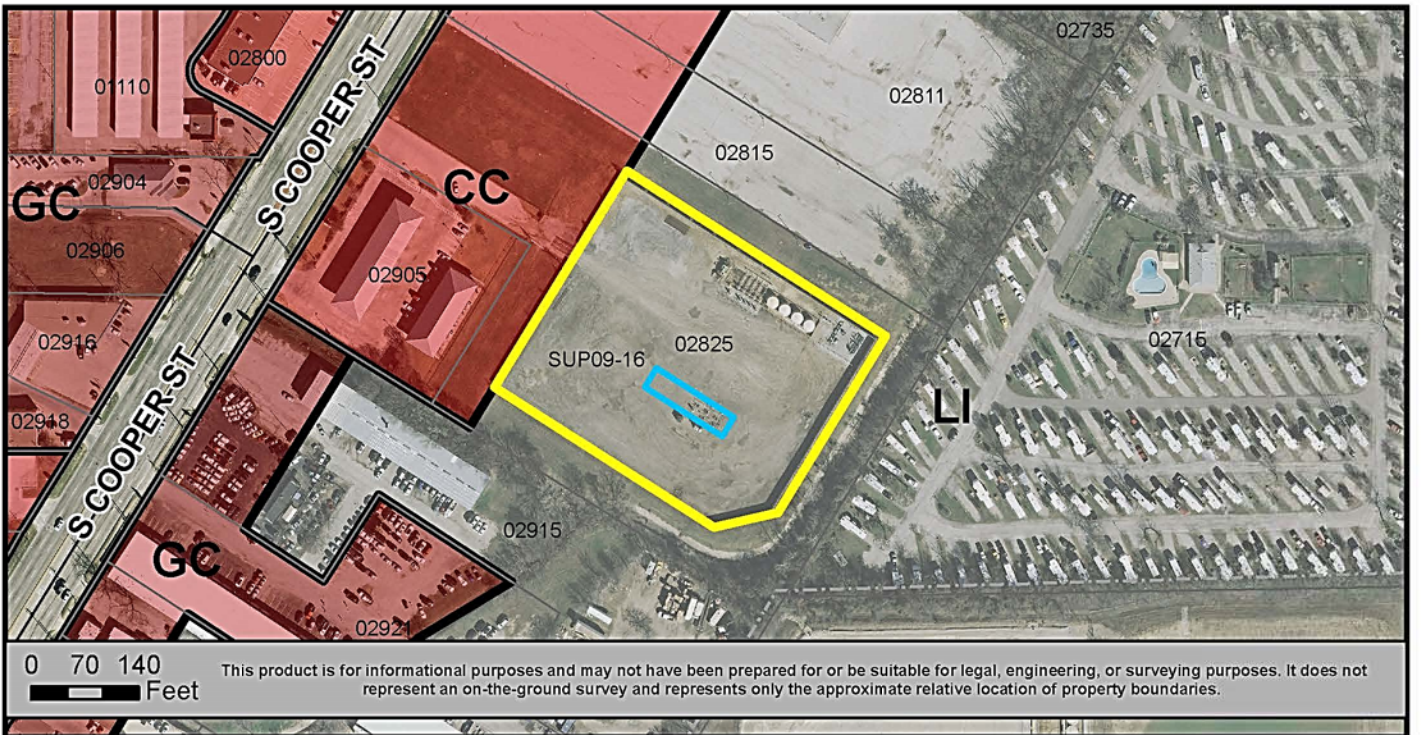 02735
02800
01110
02811
S COOPER ST
02815
02904
CC
GC
02906
02905
02825
SUP09-16
02916
02715
LI
02918
S COOPER ST
02915
GC
02921
0 70 140
Feet
This product is for informational purposes and may not have been prepared for or be suitable for legal, engineering, or surveying purposes. It does not
represent an on-the-ground survey and represents only the approximate relative location of property boundaries.